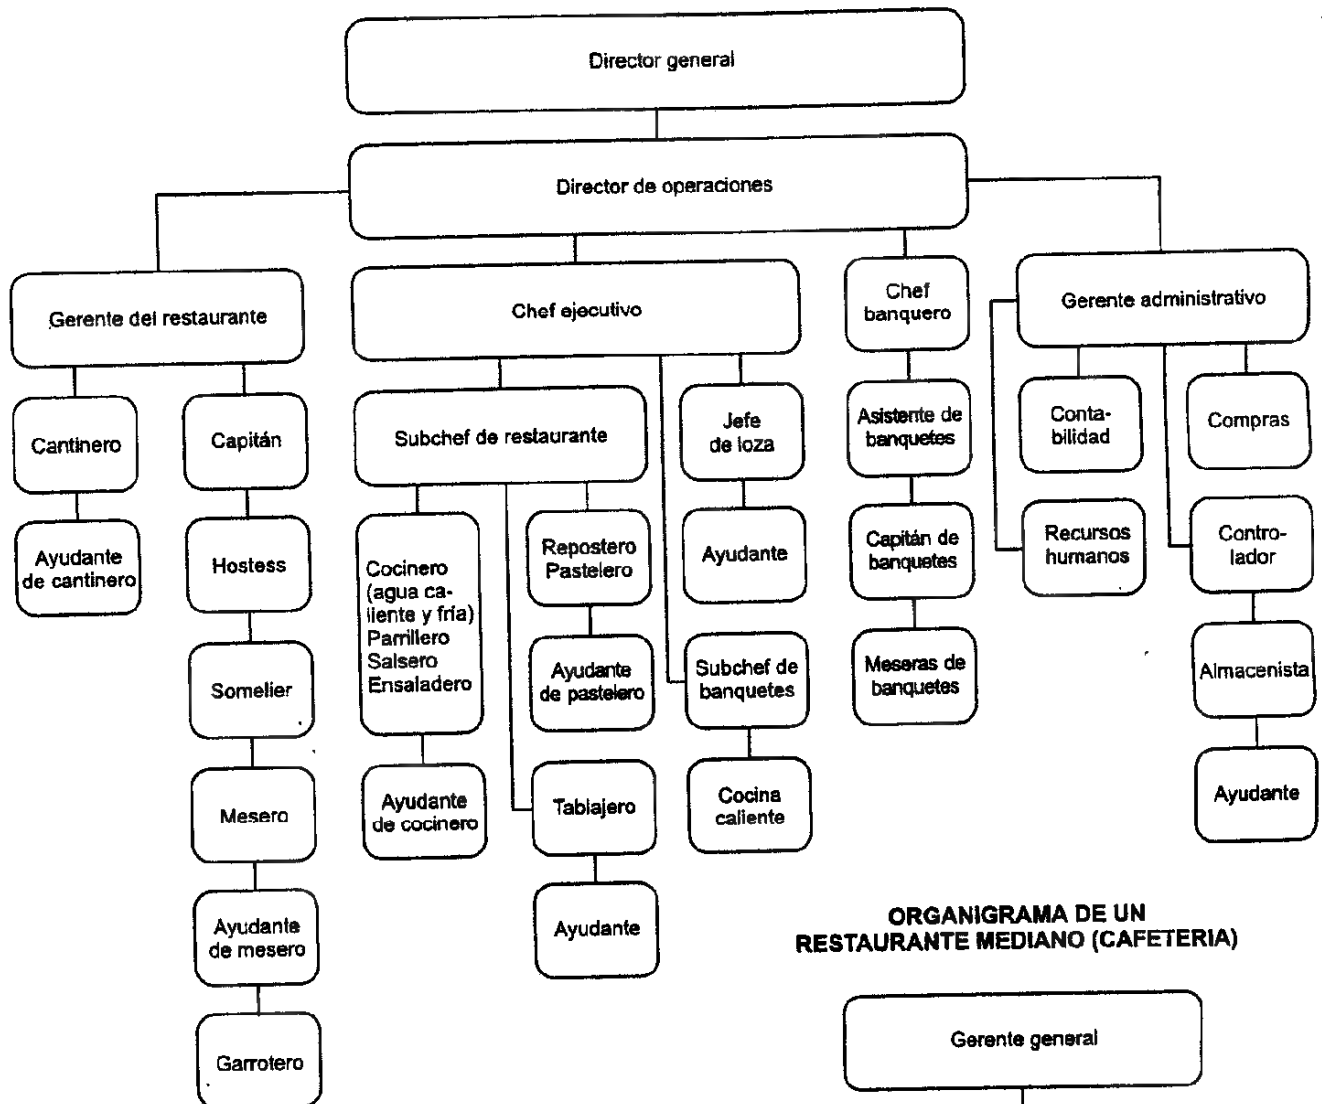 Director general
Director de operaciones
Gerente del restaurante
Chef ejecutivo
Chef
banquero
Gerente administrativo
Cantinero
Capitán
Subchef de restaurante
Jefe
de loza
Asistente de
banquetes
Conta-
bilidad
Compras
Ayudante
de cantinero
Hostess
Cocinero
(agua ca-
liente y fría)
Parrillero
Salsero
Ensaladero
Repostero
Pastelero
Ayudante
Capitán de
banquetes
Recursos
humanos
Contro-
lador
Somelier
Ayudante
de pastelero
Subchef de
banquetes
Meseras de
banquetes
Almacenista
Mesero
Ayudante
de cocinero
Tablajero
Cocina
caliente
Ayudante
Ayudante
de mesero
Ayudante
Garrotero
ORGANIGRAMA DE UN
RESTAURANTE MEDIANO (CAFETERIA)
Gerente general